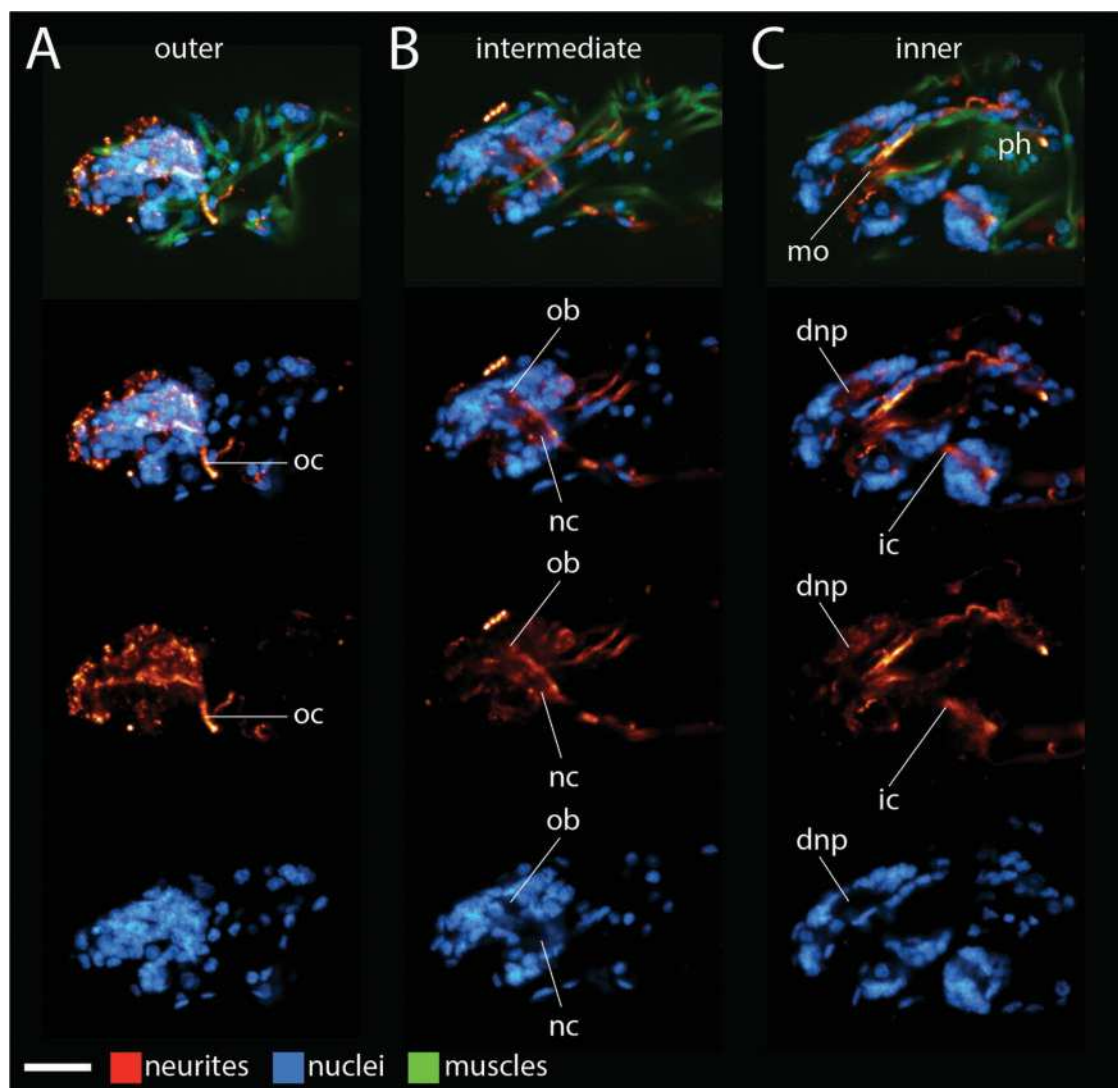 A outer B intermediate C inner
ph
mo
ob dnp
oc
nc ic
ob dnp
oc
nc ic
ob dnp
nc
neurites nuclei muscles